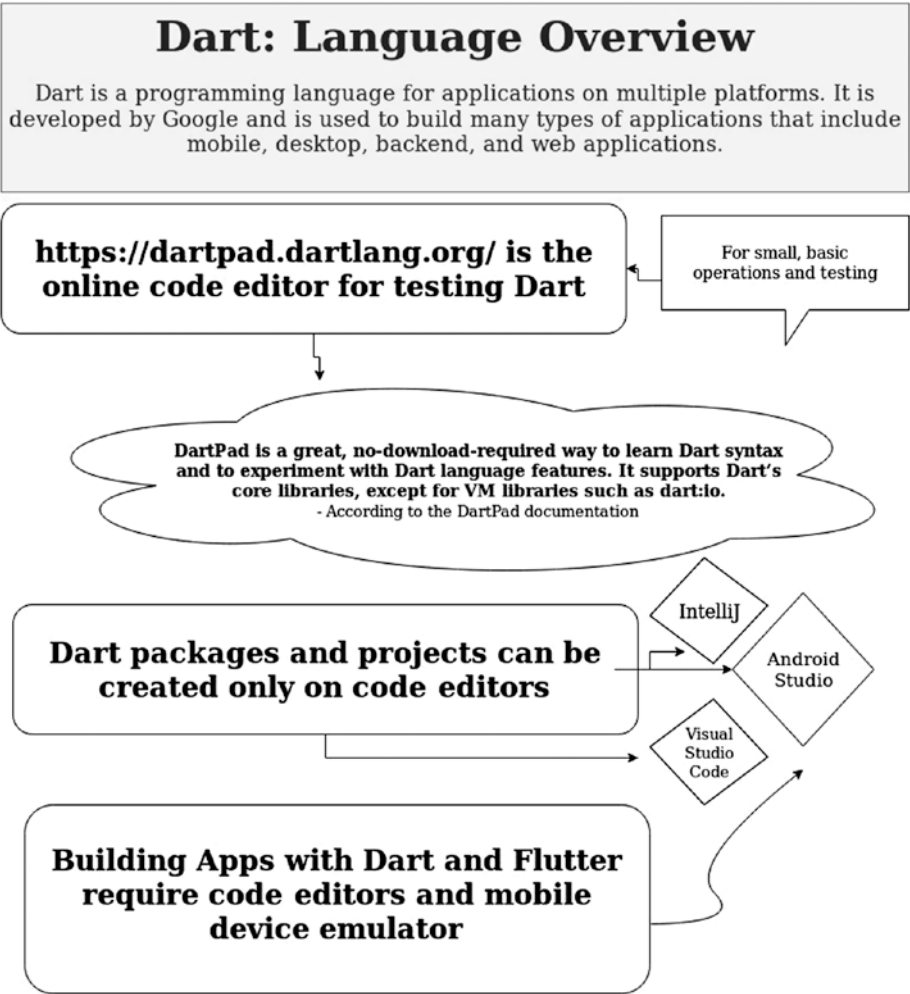 Dart: Language Overview
Dart is a programming language for applications on multiple platforms. It is
developed by Google and is used to build many types of applications that include
mobile, desktop, backend, and web applications.
https://dartpad.dartlang.org/ is the
online code editor for testing Dart
For small, basic
operations and testing
DartPad is a great, no-download-required way to learn Dart syntax
and to experiment with Dart language features. It supports Dart’s
core libraries, except for VM libraries such as dart:io.
- According to the DartPad documentation
Dart packages and projects can be
created only on code editors
IntelliJ
Android
Studio
Visual
Studio
Code
Building Apps with Dart and Flutter
require code editors and mobile
device emulator